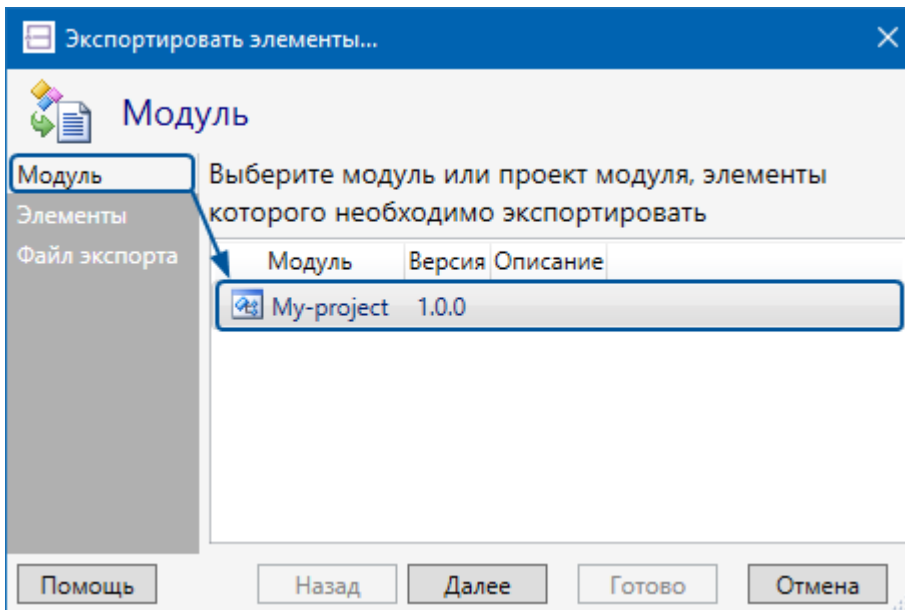 Экспортировать элементы...
Модуль
Модуль
Элементы
Файл экспорта
Выберите модуль или проект модуля, элементы
которого необходимо экспортировать
Модуль Версия Описание
My-project 1.0.0
Помощь Назад Далее Готово Отмена